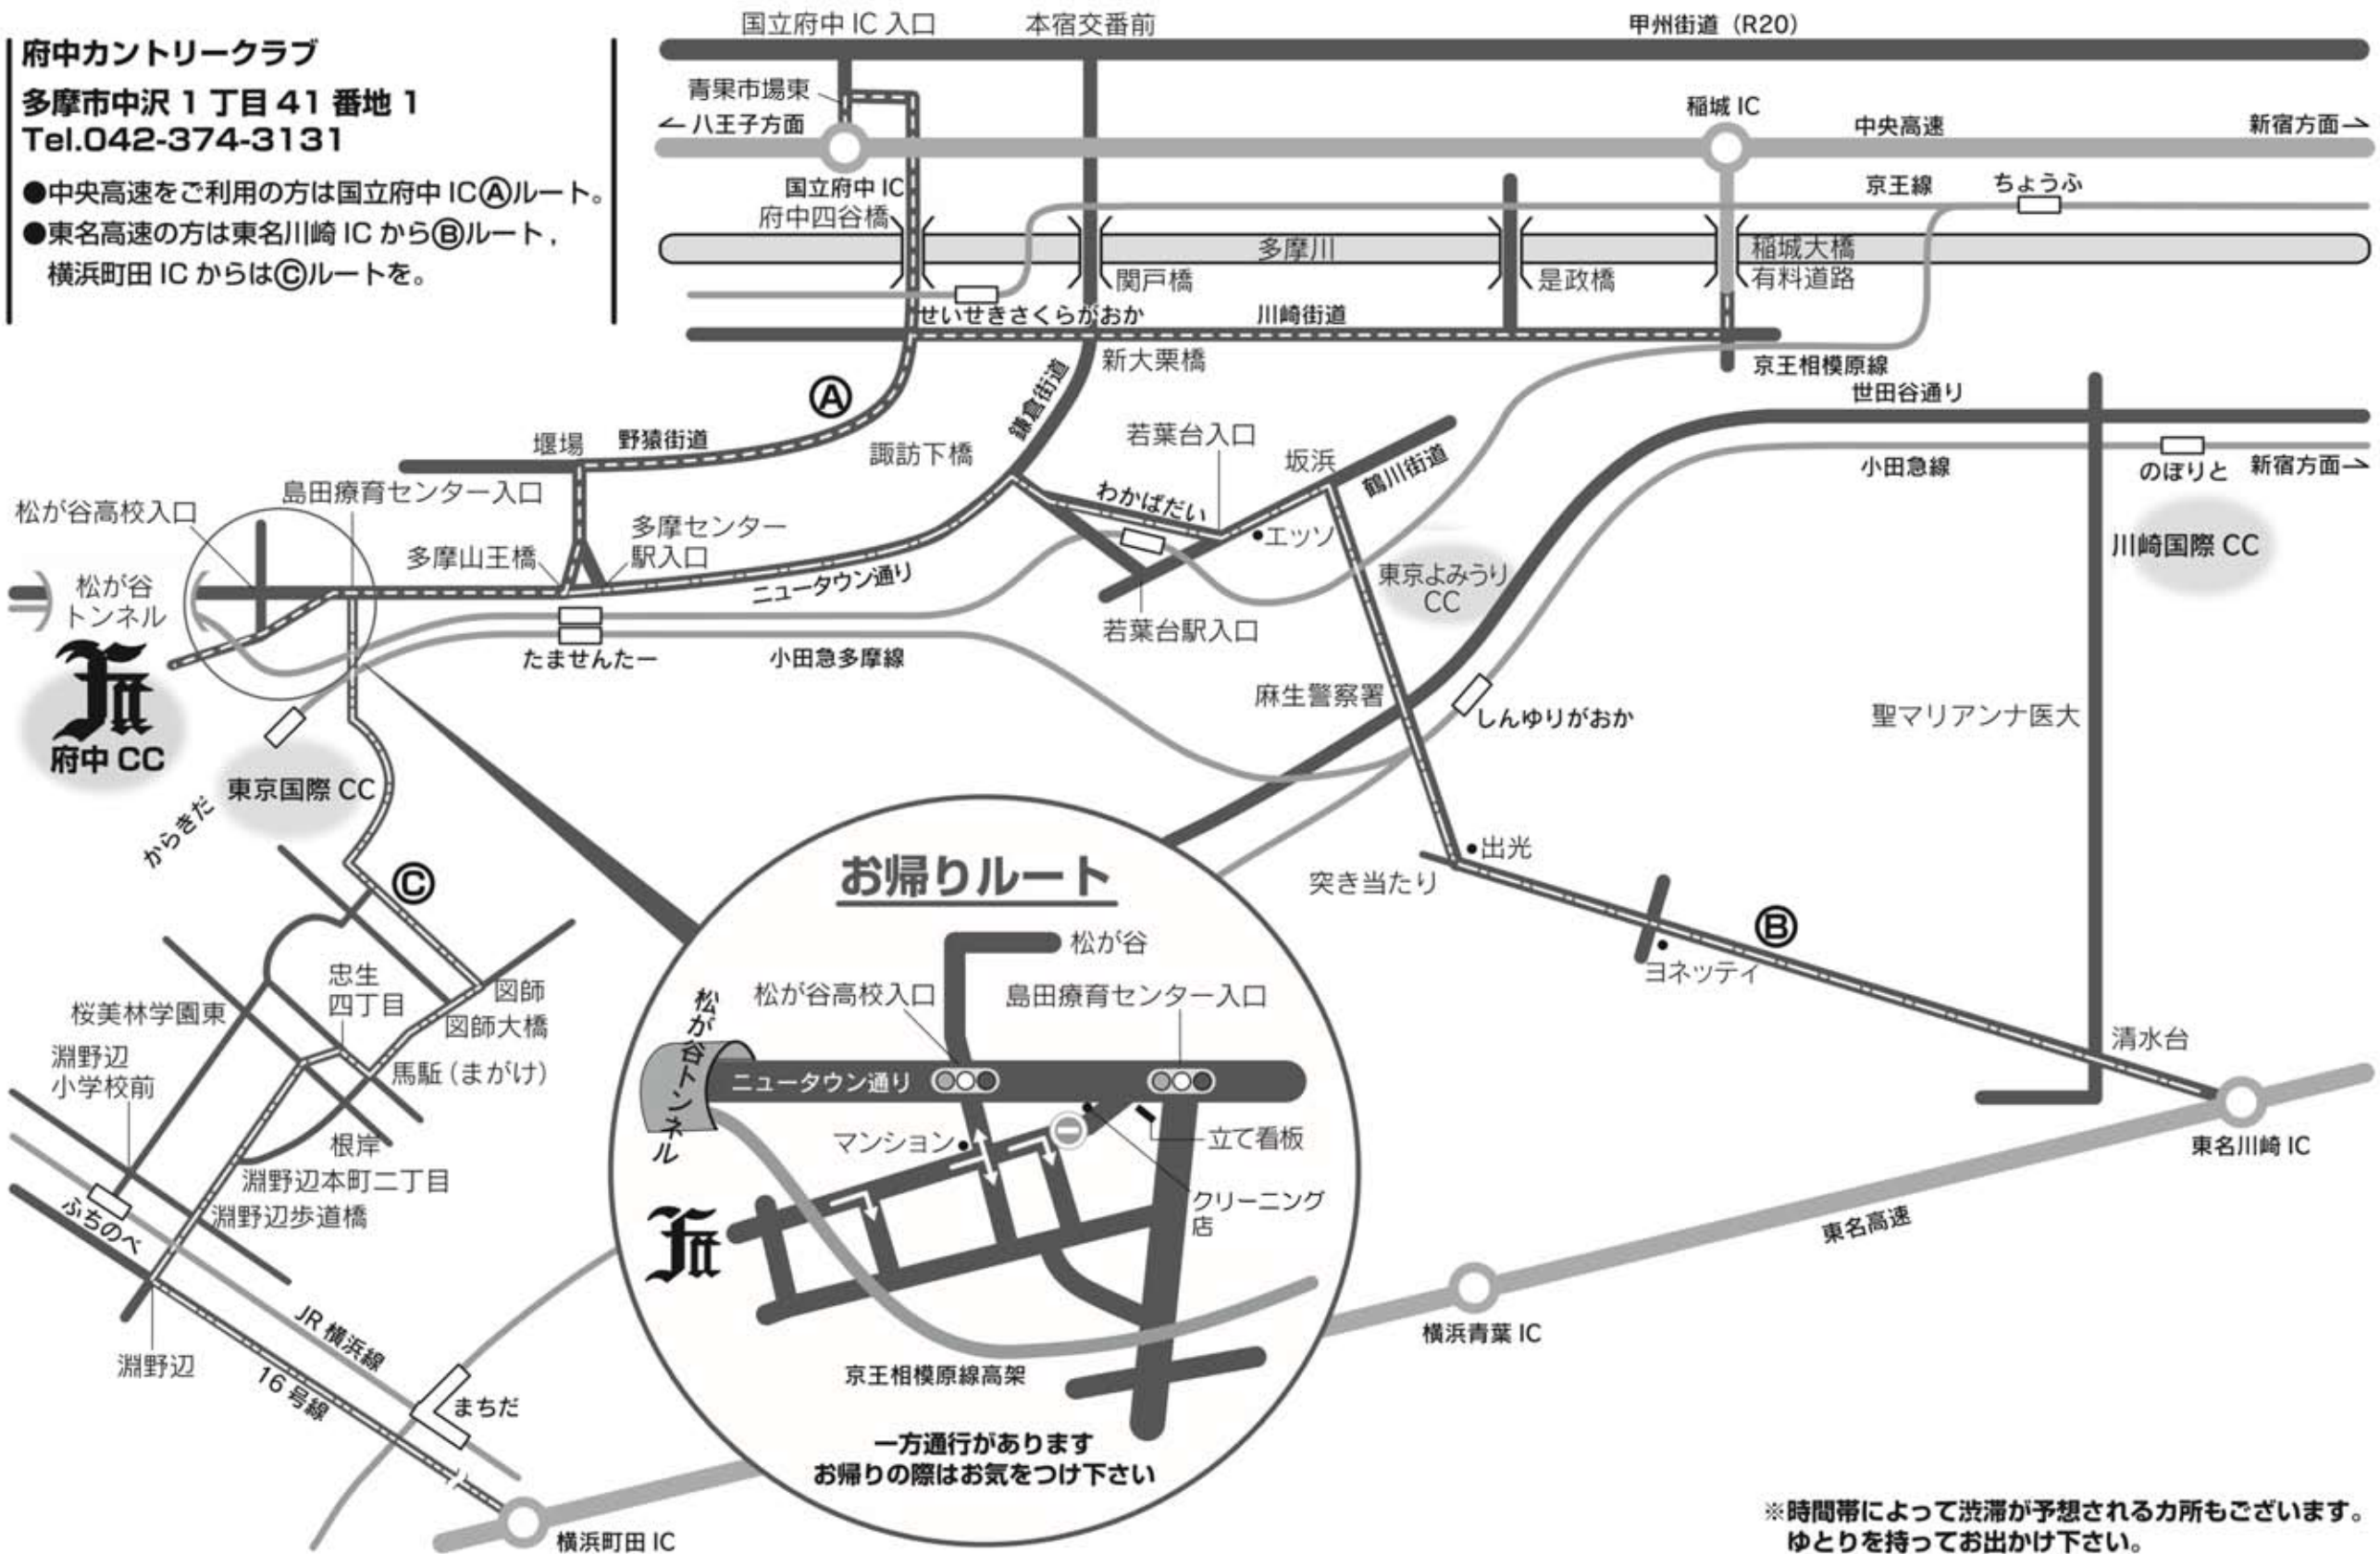 府中カントリークラブ
多摩市中沢 1 丁目 41 番地 1
Tel.042-374-3131
●中央高速をご利用の方は国立府中 ICⒶルート。
●東名高速の方は東名川崎 IC からⒷルート，
横浜町田 IC からはⒸルートを。
国立府中 IC 入口
本宿交番前
甲州街道（R20）
青果市場東
八王子方面
稲城 IC
中央高速
新宿方面
国立府中 IC
京王線
ちょうふ
府中四谷橋
多摩川
稲城大橋
有料道路
関戸橋
是政橋
せいせきさくらがおか
川崎街道
新大栗橋
京王相模原線
世田谷通り
Ⓐ
鎌倉街道
堰場
野猿街道
諏訪下橋
若葉台入口
坂浜
鶴川街道
小田急線
のぼりと
新宿方面
島田療育センター入口
松が谷高校入口
わかばだい
エッソ
多摩センター
駅入口
多摩山王橋
川崎国際 CC
松が谷
トンネル
ニュータウン通り
東京よみうり
CC
若葉台駅入口
たませんたー
小田急多摩線
麻生警察署
しんゆりがおか
聖マリアンナ医大
府中 CC
東京国際 CC
からきだ
出光
突き当たり
Ⓒ
Ⓑ
ヨネッティ
忠生
四丁目
図師
図師大橋
桜美林学園東
淵野辺
小学校前
馬駈（まがけ）
根岸
淵野辺本町二丁目
淵野辺歩道橋
ふちのべ
淵野辺
JR 横浜線
16 号線
まちだ
横浜町田 IC
清水台
東名川崎 IC
東名高速
横浜青葉 IC
お帰りルート
松が谷
松が谷高校入口
島田療育センター入口
松が谷トンネル
ニュータウン通り
マンション
立て看板
クリーニング
店
京王相模原線高架
一方通行があります
お帰りの際はお気をつけ下さい
※時間帯によって渋滞が予想されるカ所もございます。
ゆとりを持ってお出かけ下さい。